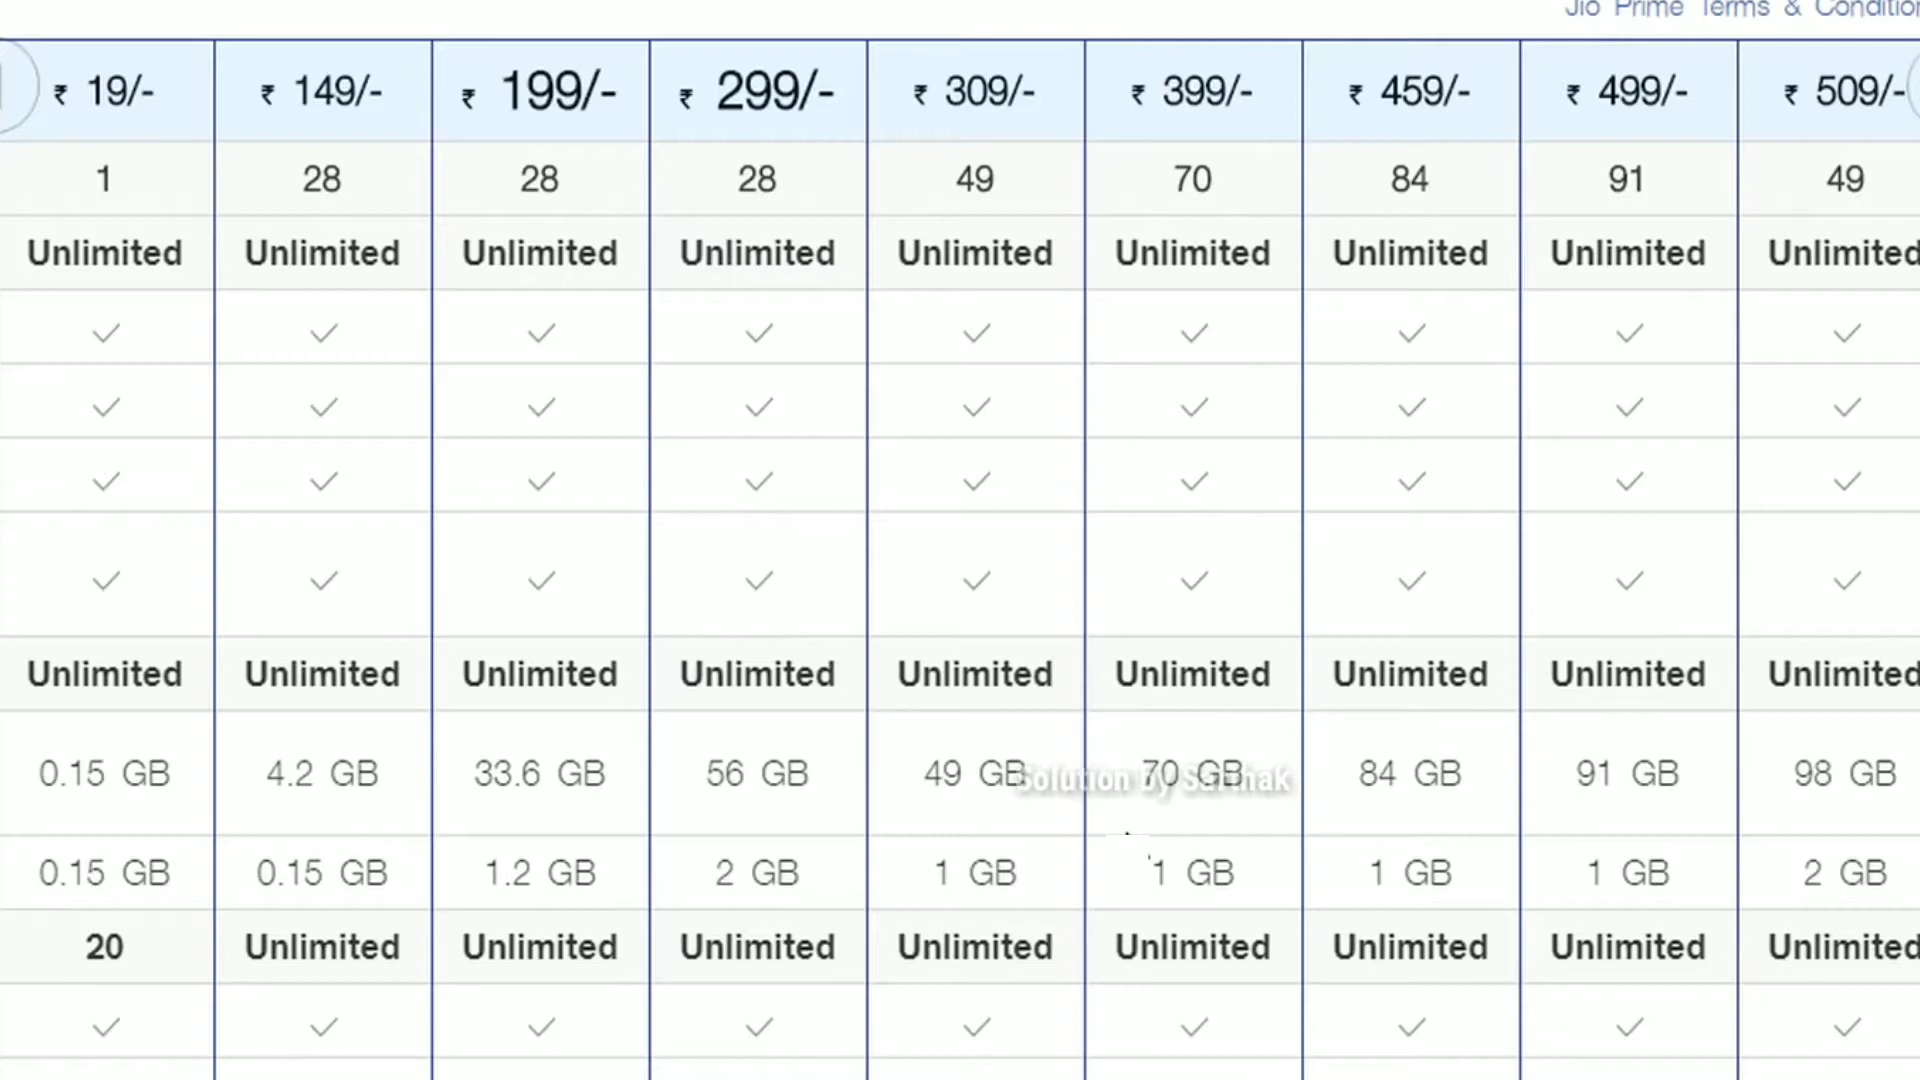 Jio Prime Terms & Condition
₹ 19/- ₹ 149/- ₹ 199/- ₹ 299/- ₹ 309/- ₹ 399/- ₹ 459/- ₹ 499/- ₹ 509/-
1 28 28 28 49 70 84 91 49
Unlimited Unlimited Unlimited Unlimited Unlimited Unlimited Unlimited Unlimited Unlimited
Unlimited Unlimited Unlimited Unlimited Unlimited Unlimited Unlimited Unlimited Unlimited
0.15 GB 4.2 GB 33.6 GB 56 GB 49 GB 70 GB 84 GB 91 GB 98 GB
Solution by Sarthak
0.15 GB 0.15 GB 1.2 GB 2 GB 1 GB 1 GB 1 GB 1 GB 2 GB
20 Unlimited Unlimited Unlimited Unlimited Unlimited Unlimited Unlimited Unlimited